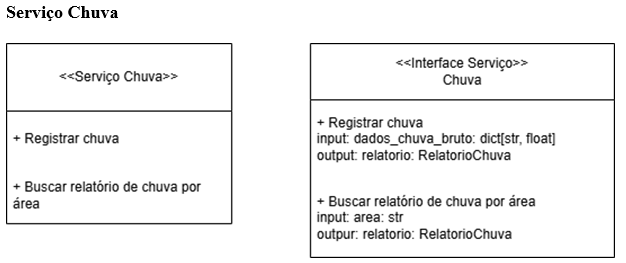 Serviço Chuva
<<Serviço Chuva>>
+ Registrar chuva
+ Buscar relatório de chuva por
área
<<Interface Serviço>>
Chuva
+ Registrar chuva
input: dados_chuva_bruto: dict[str, float]
output: relatorio: RelatorioChuva
+ Buscar relatório de chuva por área
input: area: str
outpur: relatorio: RelatorioChuva